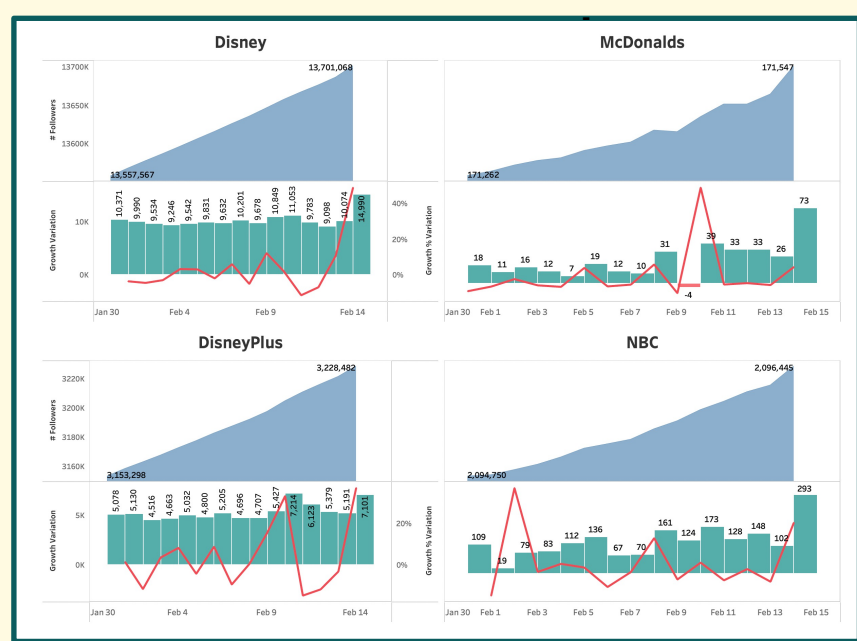 Disney
13700K
13650K
13600K
# Followers
13,701,068
13,557,567
10K
0K
Growth Variation
10,371
9,990
9,534
9,246
9,542
9,831
9,632
10,201
9,678
10,849
11,053
9,783
9,098
10,074
14,990
Jan 30
Feb 4
Feb 9
Feb 14
McDonalds
171,547
171,262
40%
20%
0%
Growth % Variation
18
11
16
12
7
19
12
10
31
-4
39
33
33
26
73
Jan 30
Feb 1
Feb 3
Feb 5
Feb 7
Feb 9
Feb 11
Feb 13
Feb 15
DisneyPlus
3220K
3200K
3180K
3160K
# Followers
3,228,482
3,153,298
5K
0K
Growth Variation
5,078
5,130
4,516
4,663
5,032
4,800
5,205
4,696
4,707
5,427
7,214
6,123
5,379
5,191
7,101
Jan 30
Feb 4
Feb 9
Feb 14
NBC
2,096,445
2,094,750
20%
0%
Growth % Variation
109
19
79
83
112
136
67
70
161
124
173
128
148
102
293
Jan 30
Feb 1
Feb 3
Feb 5
Feb 7
Feb 9
Feb 11
Feb 13
Feb 15